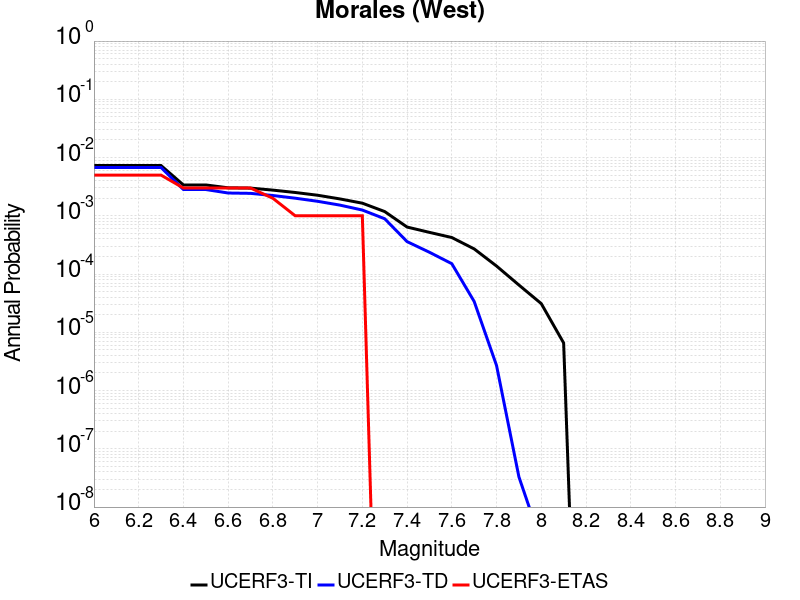 Morales (West)
10^0
10^-1
10^-2
10^-3
10^-4
10^-5
10^-6
10^-7
10^-8
Annual Probability
6 6.2 6.4 6.6 6.8 7 7.2 7.4 7.6 7.8 8 8.2 8.4 8.6 8.8 9
Magnitude
UCERF3-TI UCERF3-TD UCERF3-ETAS